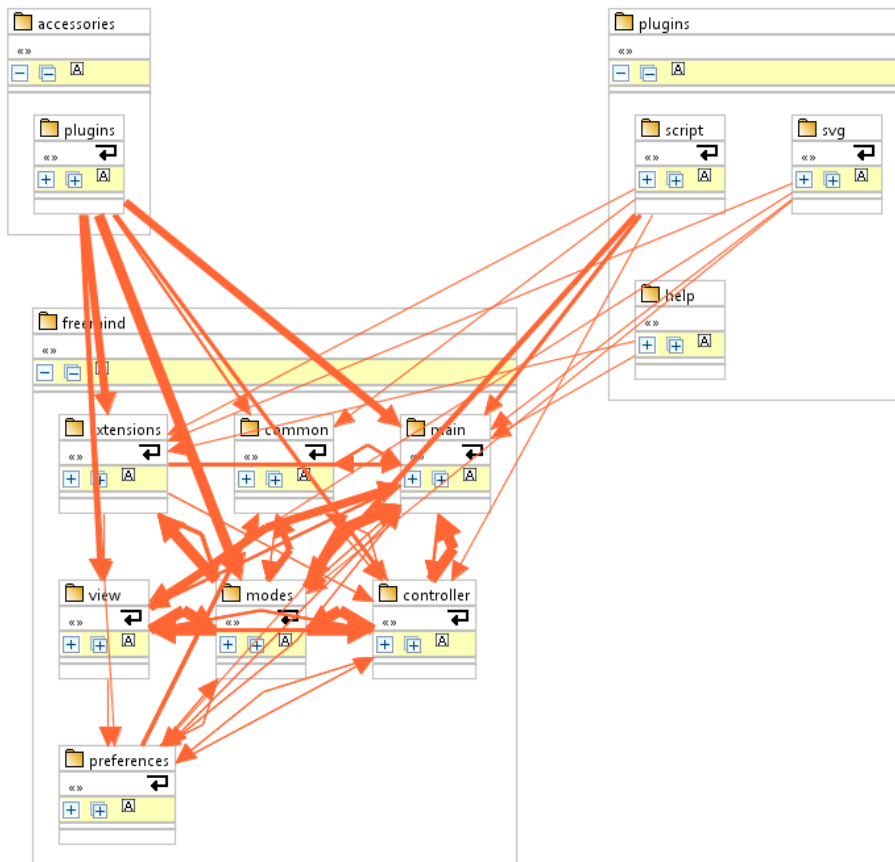 accessories
«»
A
plugins
«»
A
plugins
«»
A
script
«»
A
svg
«»
A
help
«»
A
freemind
«»
A
extensions
«»
A
common
«»
A
main
«»
A
view
«»
A
modes
«»
A
controller
«»
A
preferences
«»
A